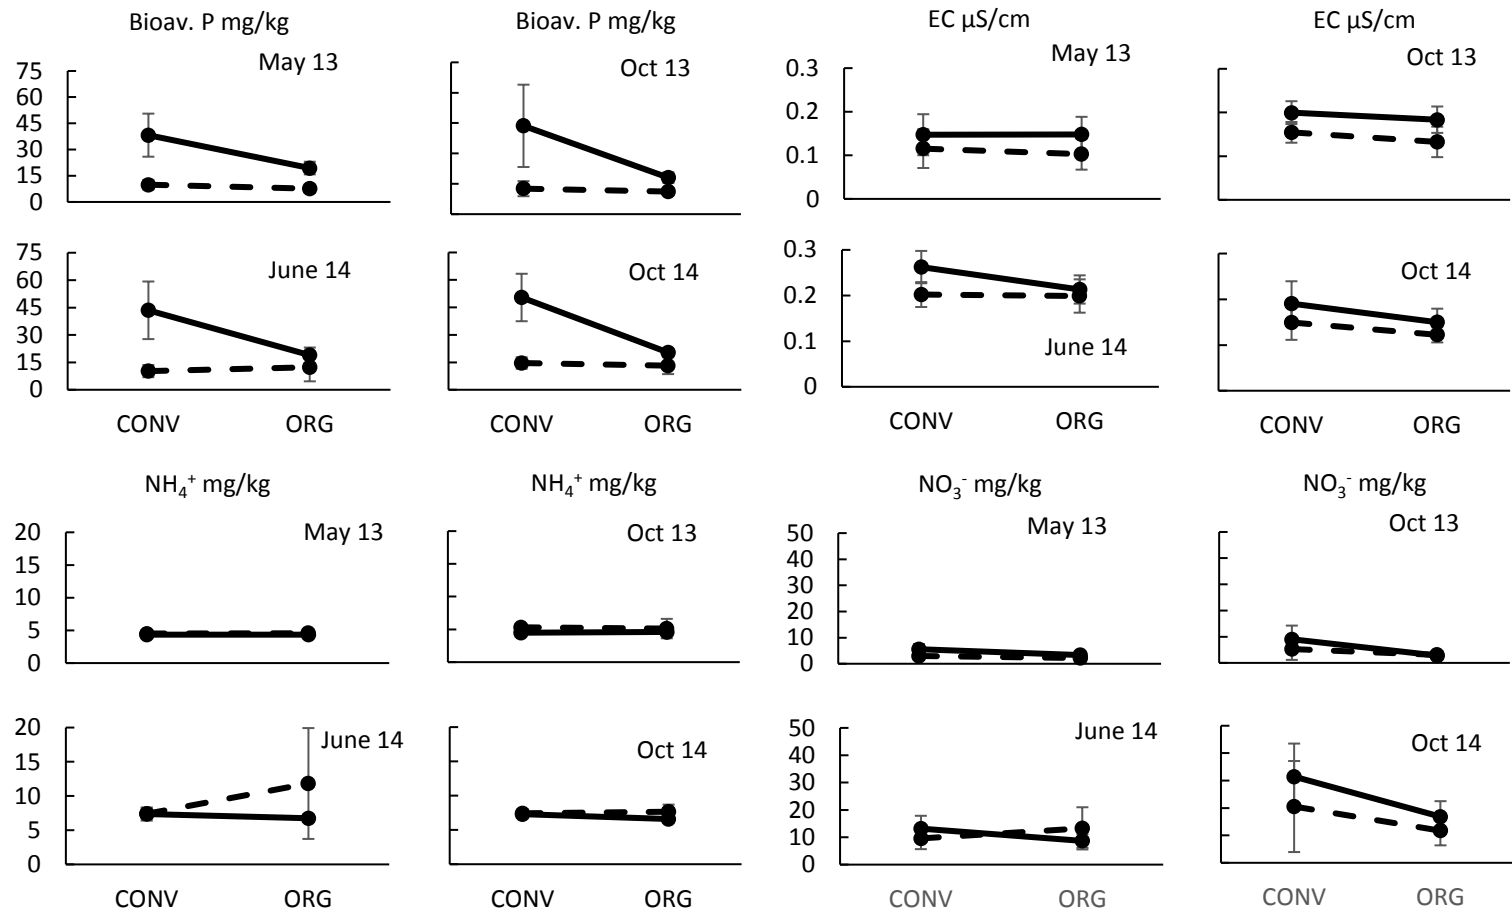 Bioav. P mg/kg
May 13
75
60
45
30
15
0
Bioav. P mg/kg
Oct 13
EC µS/cm
May 13
0.3
0.2
0.1
0
EC µS/cm
Oct 13
June 14
75
60
45
30
15
0
CONV ORG
Oct 14
CONV ORG
0.3
0.2
0.1
0
June 14
CONV ORG
Oct 14
CONV ORG
NH₄⁺ mg/kg
May 13
20
15
10
5
0
NH₄⁺ mg/kg
Oct 13
NO₃⁻ mg/kg
May 13
50
40
30
20
10
0
NO₃⁻ mg/kg
Oct 13
June 14
20
15
10
5
0
CONV ORG
Oct 14
CONV ORG
June 14
50
40
30
20
10
0
CONV ORG
Oct 14
CONV ORG